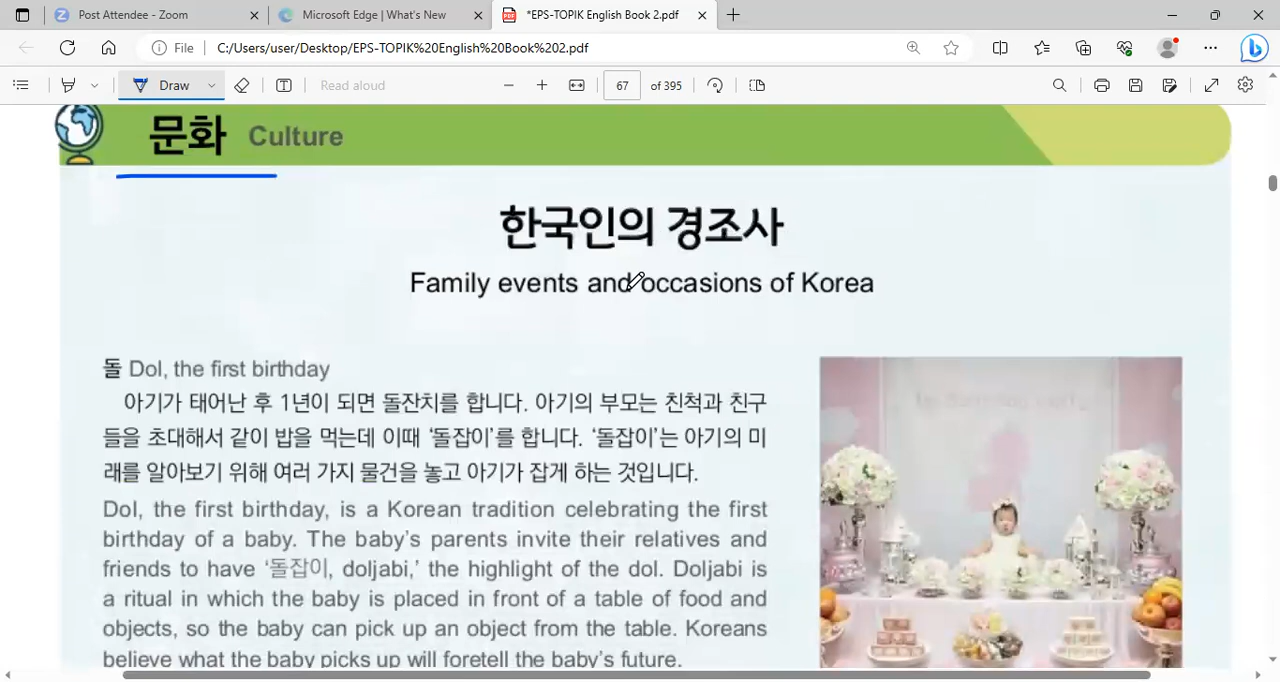 Post Attendee - Zoom
Microsoft Edge | What's New
*EPS-TOPIK English Book 2.pdf
File
C:/Users/user/Desktop/EPS-TOPIK%20English%20Book%202.pdf
Draw
Read aloud
67
of 395
문화 Culture
한국인의 경조사
Family events and occasions of Korea
돌 Dol, the first birthday
아기가 태어난 후 1년이 되면 돌잔치를 합니다. 아기의 부모는 친척과 친구
들을 초대해서 같이 밥을 먹는데 이때 ‘돌잡이’를 합니다. ‘돌잡이’는 아기의 미
래를 알아보기 위해 여러 가지 물건을 놓고 아기가 잡게 하는 것입니다.
Dol, the first birthday, is a Korean tradition celebrating the first
birthday of a baby. The baby’s parents invite their relatives and
friends to have ‘돌잡이, doljabi,’ the highlight of the dol. Doljabi is
a ritual in which the baby is placed in front of a table of food and
objects, so the baby can pick up an object from the table. Koreans
believe what the baby picks up will foretell the baby’s future.